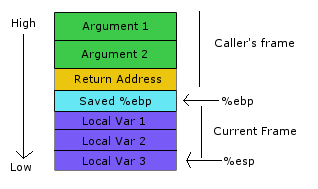 High
Argument 1
Caller's frame
Argument 2
Return Address
Saved %ebp
%ebp
Local Var 1
Current Frame
Local Var 2
Low
Local Var 3
%esp